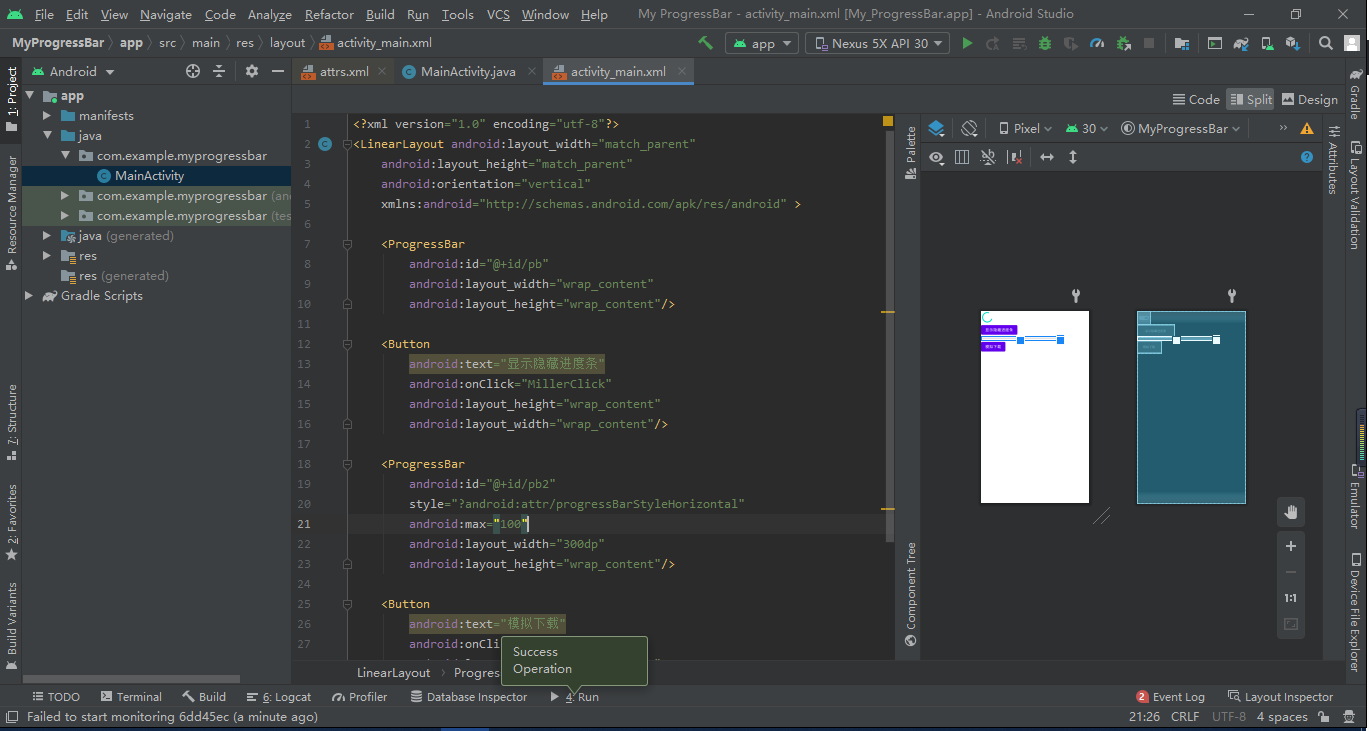 File Edit View Navigate Code Analyze Refactor Build Run Tools VCS Window Help My ProgressBar - activity_main.xml [My_ProgressBar.app] - Android Studio
MyProgressBar app src main res layout activity_main.xml app Nexus 5X API 30
Android attrs.xml MainActivity.java activity_main.xml
Code Split Design
1: Project
Resource Manager
7: Structure
2: Favorites
Build Variants
app
manifests
java
com.example.myprogressbar
MainActivity
com.example.myprogressbar (an
com.example.myprogressbar (tes
java (generated)
res
res (generated)
Gradle Scripts
1 <?xml version="1.0" encoding="utf-8"?>
2 <LinearLayout android:layout_width="match_parent"
3 android:layout_height="match_parent"
4 android:orientation="vertical"
5 xmlns:android="http://schemas.android.com/apk/res/android" >
6
7 <ProgressBar
8 android:id="@+id/pb"
9 android:layout_width="wrap_content"
10 android:layout_height="wrap_content"/>
11
12 <Button
13 android:text="显示隐藏进度条"
14 android:onClick="MillerClick"
15 android:layout_height="wrap_content"
16 android:layout_width="wrap_content"/>
17
18 <ProgressBar
19 android:id="@+id/pb2"
20 style="?android:attr/progressBarStyleHorizontal"
21 android:max="100"
22 android:layout_width="300dp"
23 android:layout_height="wrap_content"/>
24
25 <Button
26 android:text="模拟下载"
27 android:onCli
Success
Operation
LinearLayout Progres
Palette
Component Tree
Pixel 30 MyProgressBar
显示隐藏进度条
模拟下载
1:1
Attributes
Gradle
Layout Validation
Emulator
Device File Explorer
TODO Terminal Build 6: Logcat Profiler Database Inspector 4: Run 2 Event Log Layout Inspector
Failed to start monitoring 6dd45ec (a minute ago) 21:26 CRLF UTF-8 4 spaces